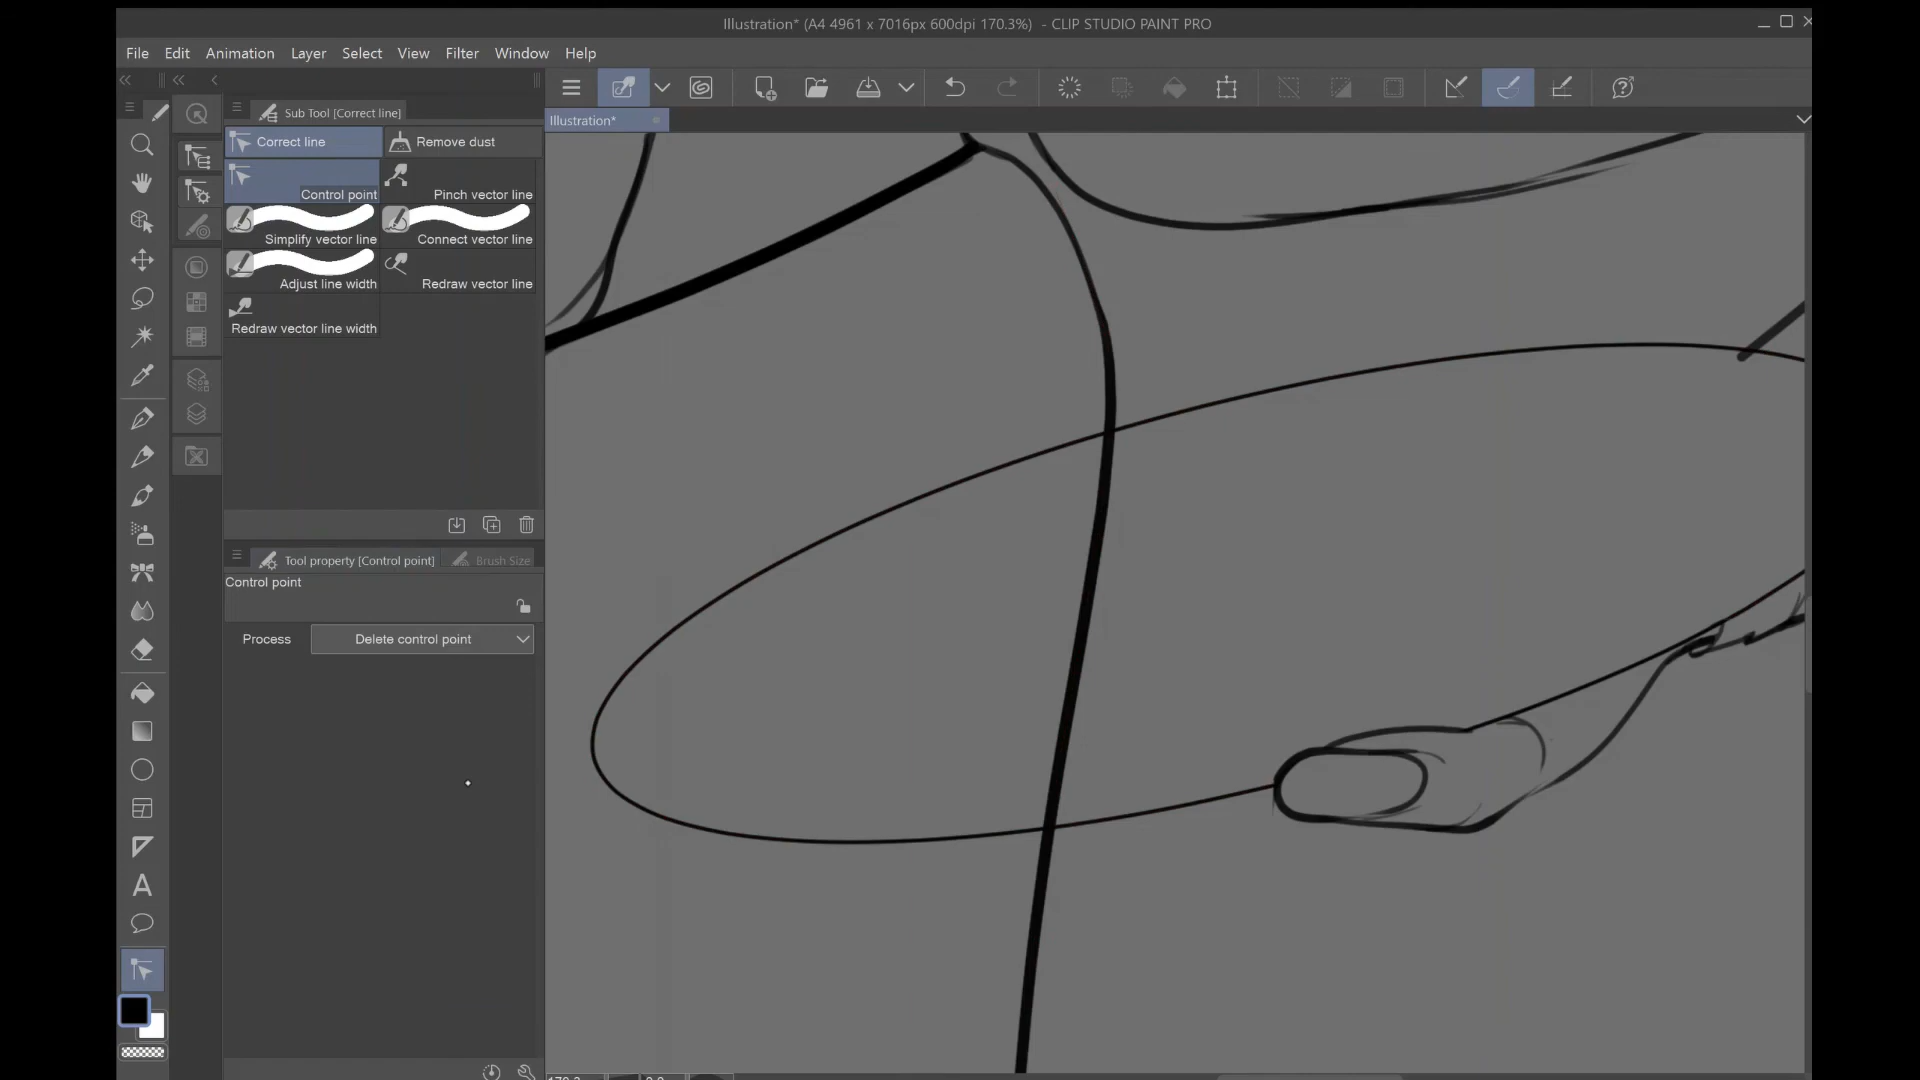 Illustration* (A4 4961 x 7016px 600dpi 170.3%) - CLIP STUDIO PAINT PRO
File Edit Animation Layer Select View Filter Window Help
Sub Tool [Correct line]
Illustration*
Correct line Remove dust
Control point Pinch vector line
Simplify vector line Connect vector line
Adjust line width Redraw vector line
Redraw vector line width
Tool property [Control point] Brush Size
Control point
Process Delete control point